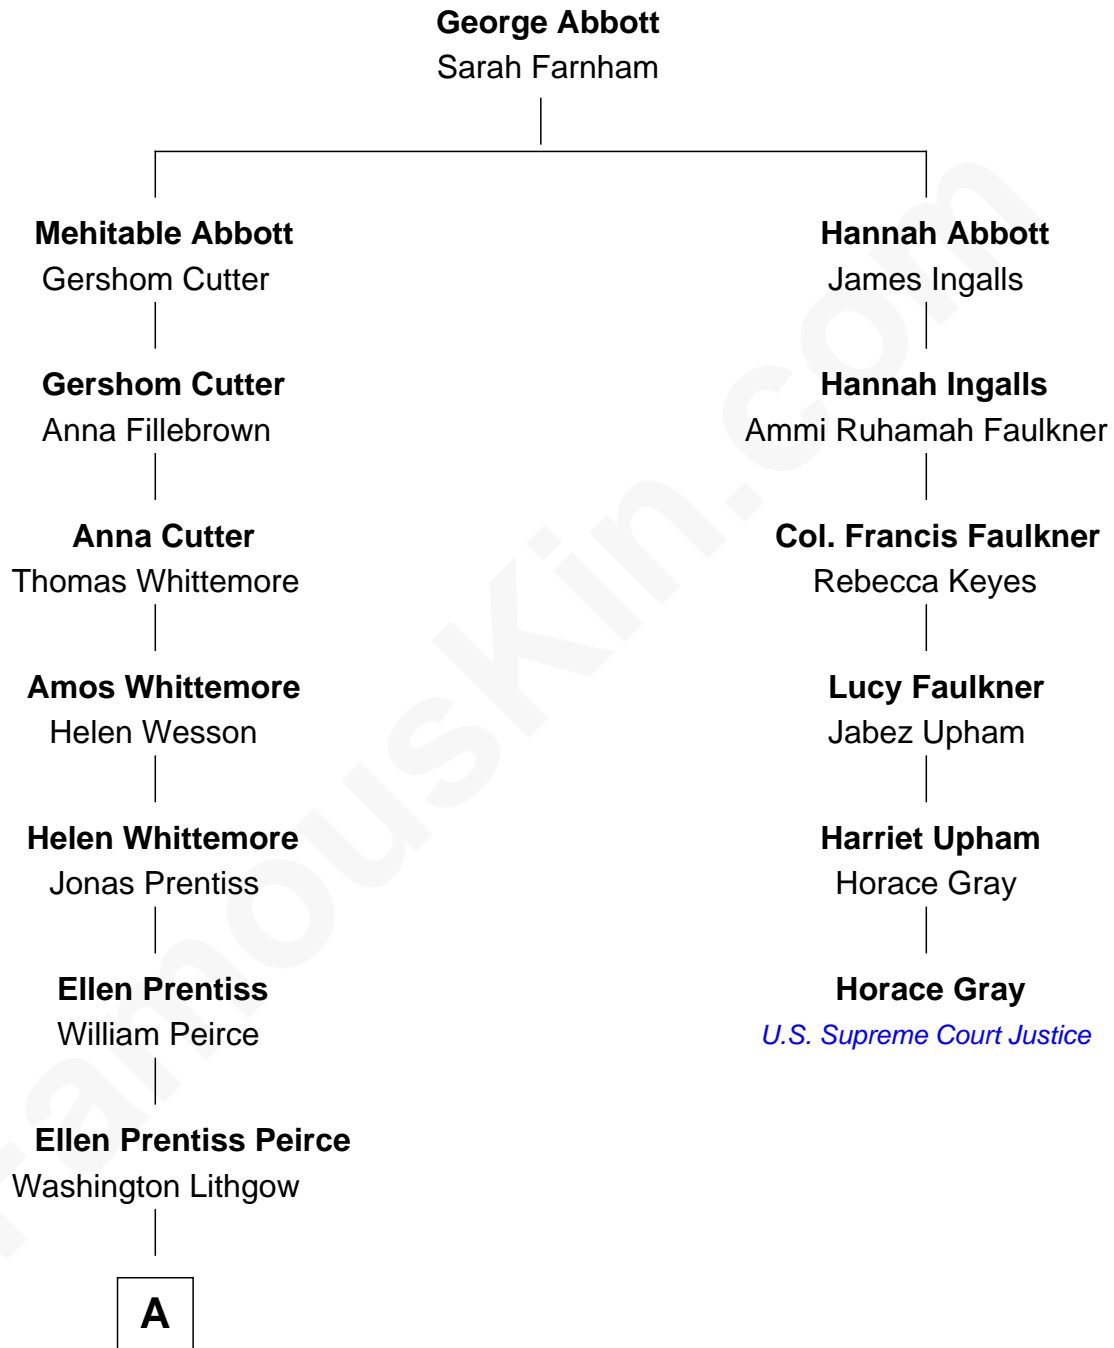 George Abbott
Sarah Farnham
Mehitable Abbott
Gershom Cutter
Hannah Abbott
James Ingalls
Gershom Cutter
Anna Fillebrown
Hannah Ingalls
Ammi Ruhamah Faulkner
Anna Cutter
Thomas Whittemore
Col. Francis Faulkner
Rebecca Keyes
Amos Whittemore
Helen Wesson
Lucy Faulkner
Jabez Upham
Helen Whittemore
Jonas Prentiss
Harriet Upham
Horace Gray
Ellen Prentiss
William Peirce
Horace Gray
U.S. Supreme Court Justice
Ellen Prentiss Peirce
Washington Lithgow
A
FamousKin.com